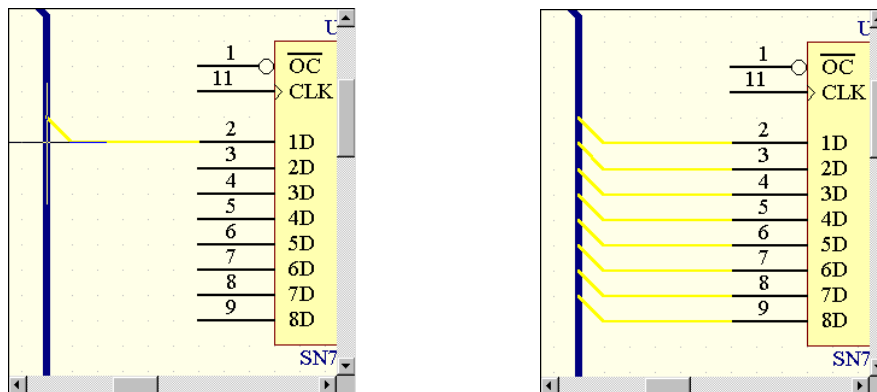 U
1 OC
11 CLK
2 1D
3 2D
4 3D
5 4D
6 5D
7 6D
8 7D
9 8D
SN7
U
1 OC
11 CLK
2 1D
3 2D
4 3D
5 4D
6 5D
7 6D
8 7D
9 8D
SN7